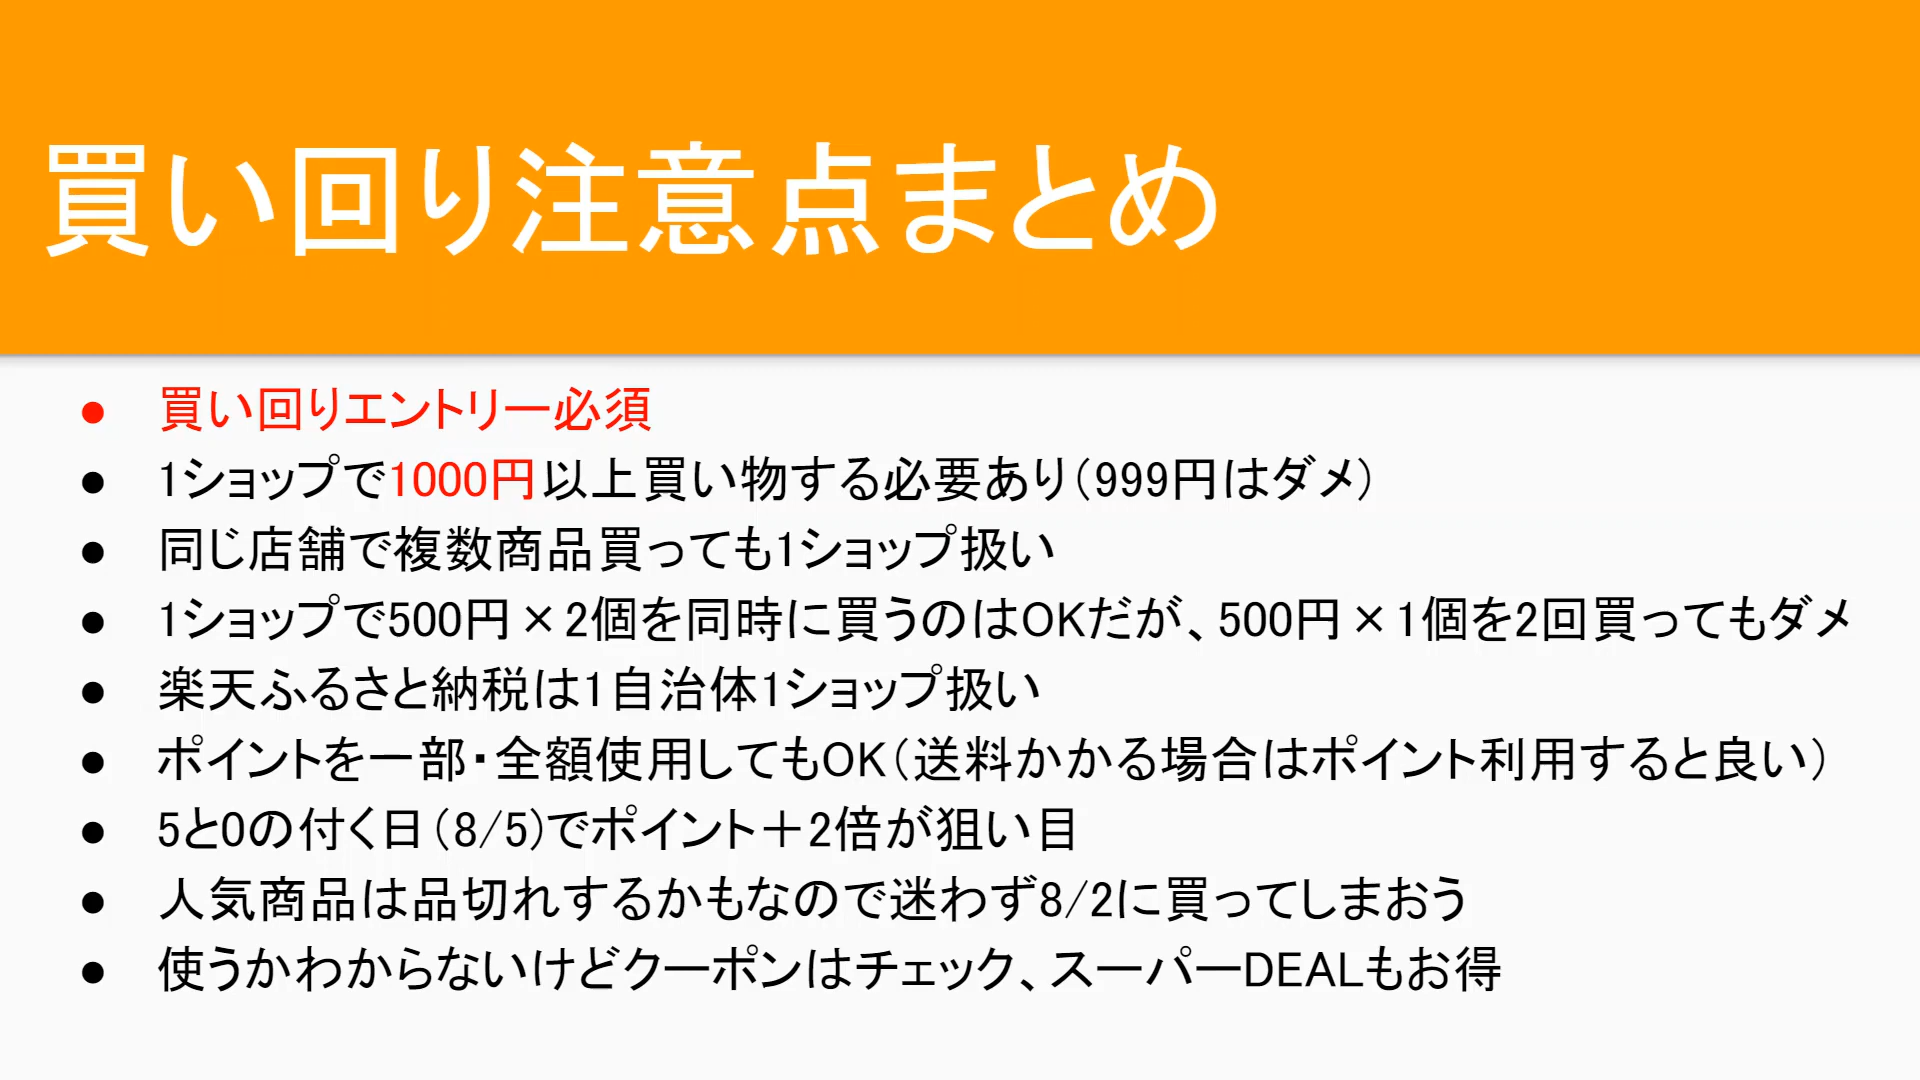 買い回り注意点まとめ
● 買い回りエントリー必須
● 1ショップで1000円以上買い物する必要あり（999円はダメ）
● 同じ店舗で複数商品買っても1ショップ扱い
● 1ショップで500円×2個を同時に買うのはOKだが、500円×1個を2回買ってもダメ
● 楽天ふるさと納税は1自治体1ショップ扱い
● ポイントを一部・全額使用してもOK（送料かかる場合はポイント利用すると良い）
● 5と0の付く日（8/5)でポイント＋2倍が狙い目
● 人気商品は品切れするかもなので迷わず8/2に買ってしまおう
● 使うかわからないけどクーポンはチェック、スーパーDEALもお得